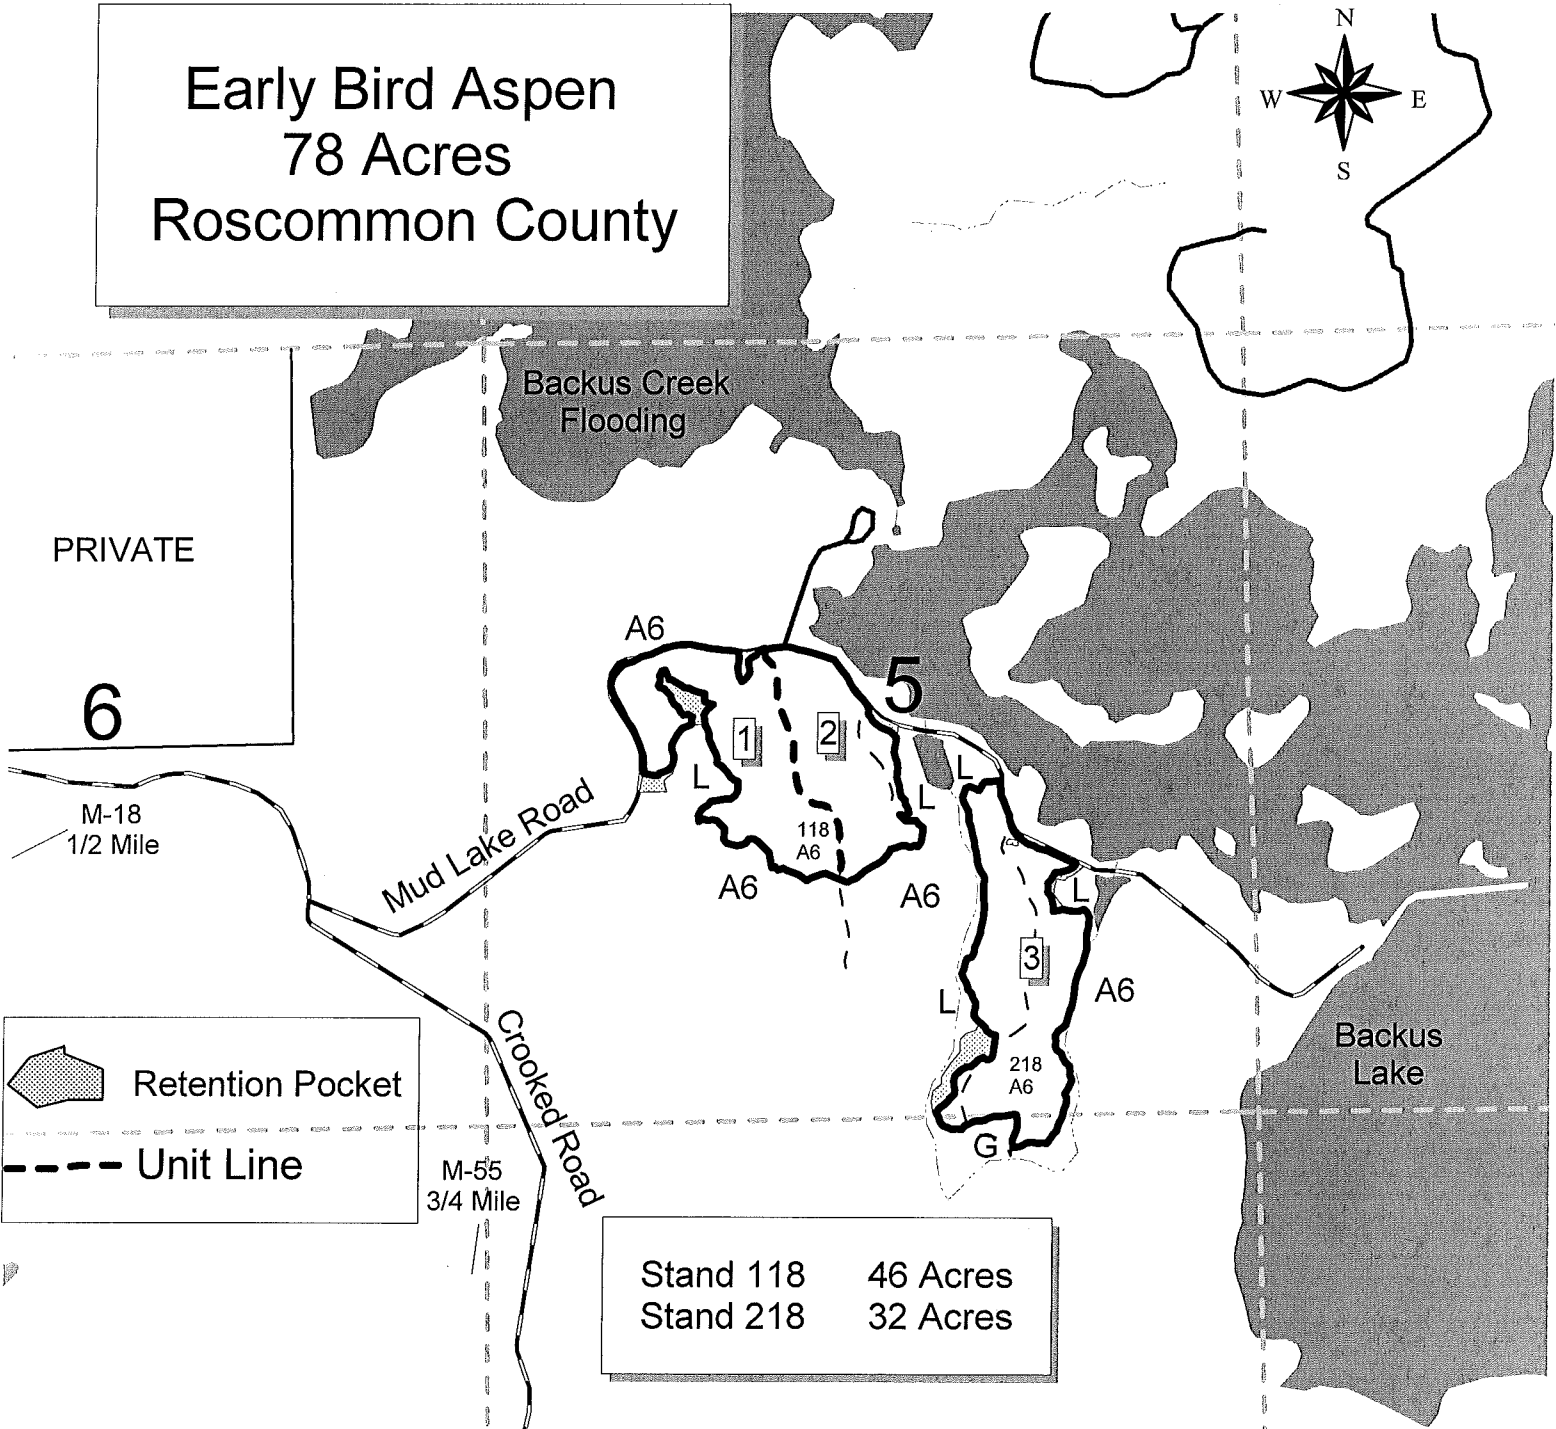 Early Bird Aspen
78 Acres
Roscommon County
N
W
E
S
Backus Creek
Flooding
PRIVATE
A6
6
5
1
2
L
L
L
M-18
1/2 Mile
Mud Lake Road
118
A6
A6
A6
L
3
A6
L
Crooked Road
Backus
Lake
218
A6
G
Retention Pocket
Unit Line
M-55
3/4 Mile
Stand 118 46 Acres
Stand 218 32 Acres